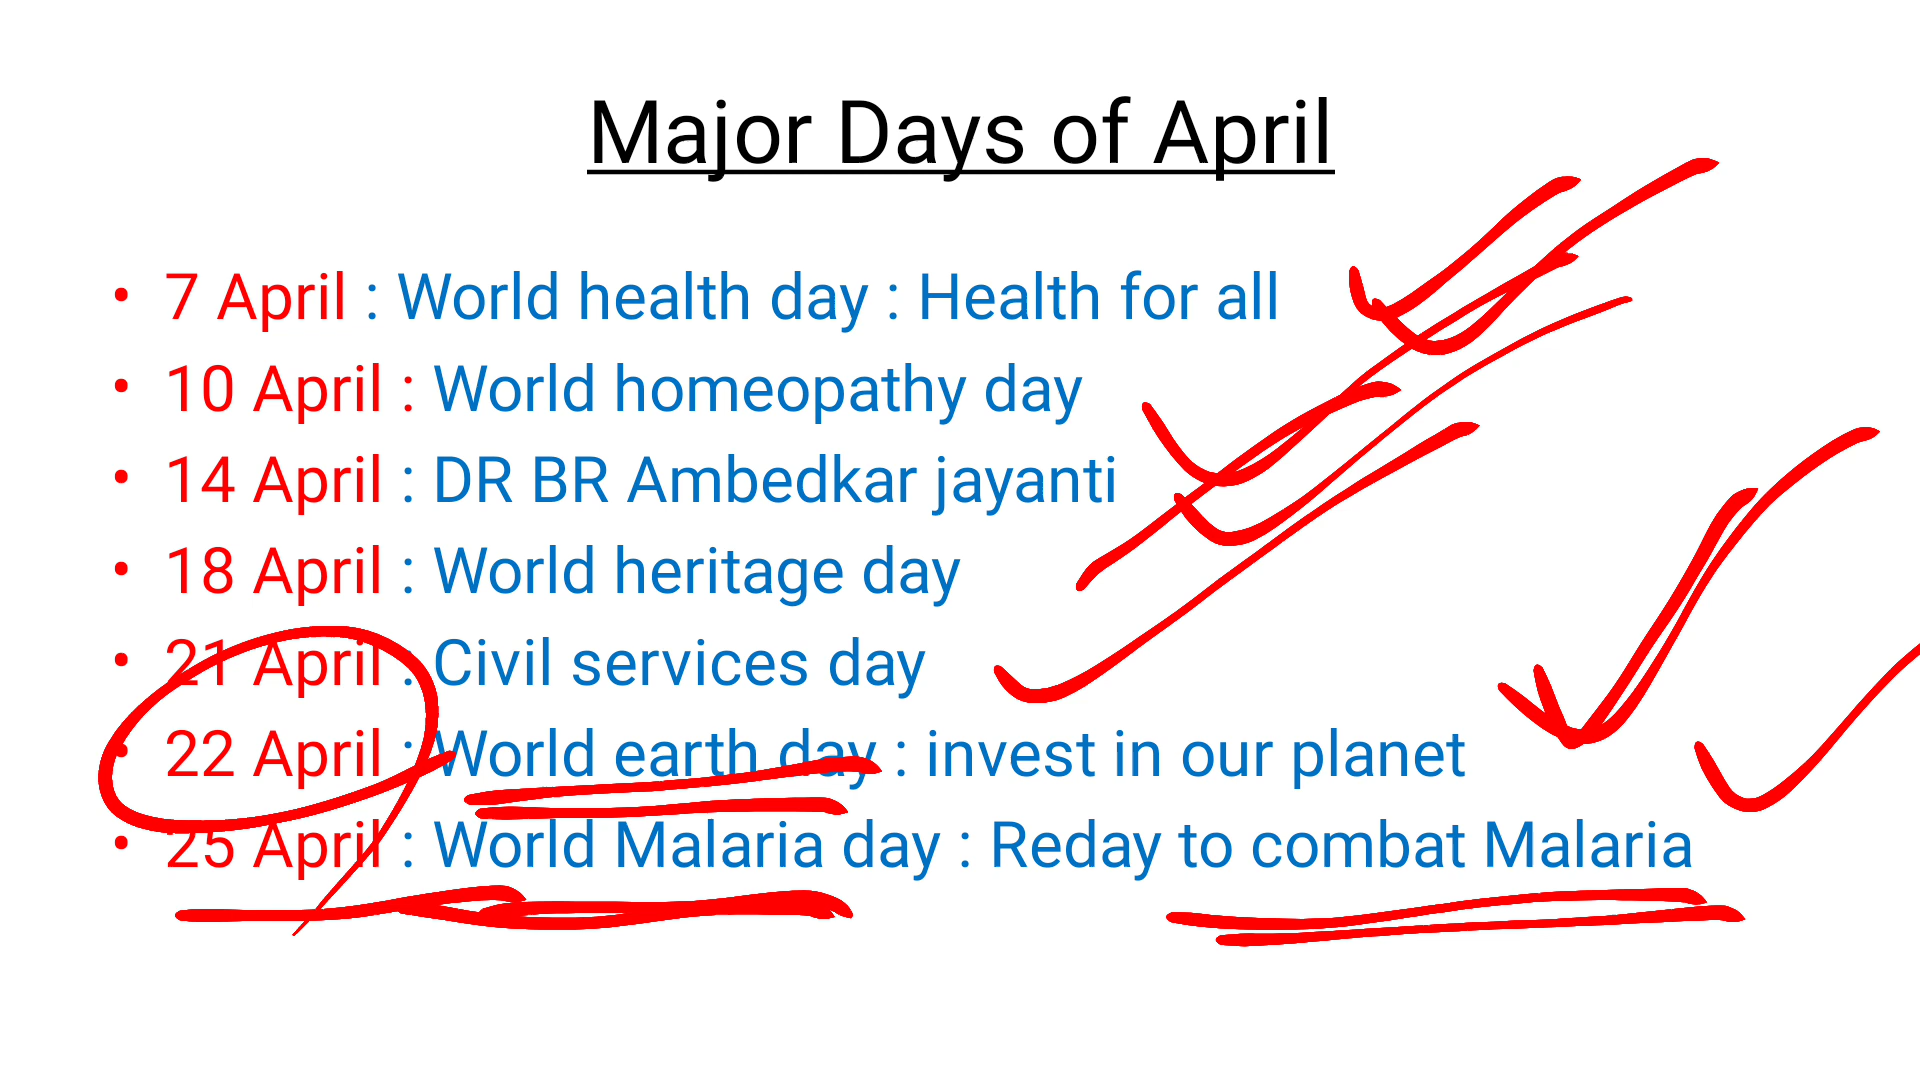 Major Days of April
• 7 April : World health day : Health for all
• 10 April : World homeopathy day
• 14 April : DR BR Ambedkar jayanti
• 18 April : World heritage day
• 21 April : Civil services day
• 22 April : World earth day : invest in our planet
• 25 April : World Malaria day : Reday to combat Malaria